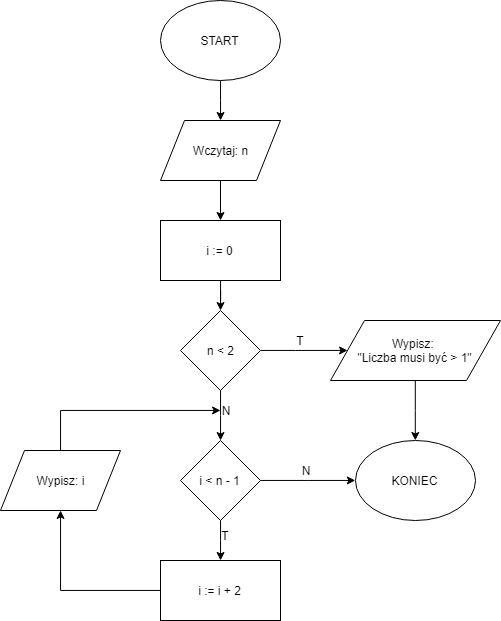 START
Wczytaj: n
i := 0
n < 2
T
Wypisz:
"Liczba musi być > 1"
N
Wypisz: i
i < n - 1
N
KONIEC
T
i := i + 2